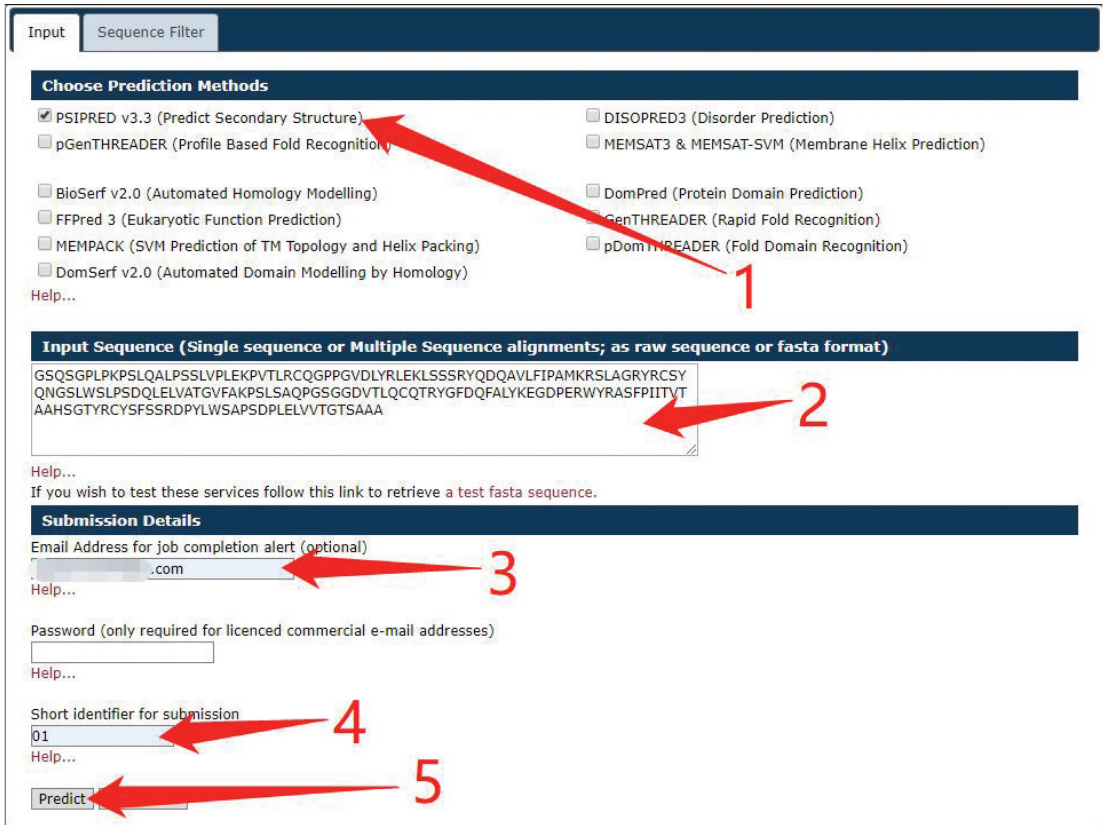 Input Sequence Filter
Choose Prediction Methods
PSIPRED v3.3 (Predict Secondary Structure) DISOPRED3 (Disorder Prediction)
pGenTHREADER (Profile Based Fold Recognition) MEMSAT3 & MEMSAT-SVM (Membrane Helix Prediction)
BioSerf v2.0 (Automated Homology Modelling) DomPred (Protein Domain Prediction)
FFPred 3 (Eukaryotic Function Prediction) GenTHREADER (Rapid Fold Recognition)
MEMPACK (SVM Prediction of TM Topology and Helix Packing) pDomTHREADER (Fold Domain Recognition)
DomSerf v2.0 (Automated Domain Modelling by Homology)
1
Help...
Input Sequence (Single sequence or Multiple Sequence alignments; as raw sequence or fasta format)
GSQSGPLPKPSLQALPSSLVPLEKPVTLRCQGPPGVDLYRLEKLSSSRYQDQAVLFIPAMKRSLAGRYRCSY
QNGSLWSLPSDQLELVATGVFAKPSLSAQPGSGGDVTLQCQTRYGFDQFALYKEGDPERWYRASFPIITVT
AAHSGTYRCYSFSSRDPYLWSAPSDPLELVVTGTSAAA
2
Help...
If you wish to test these services follow this link to retrieve a test fasta sequence.
Submission Details
Email Address for job completion alert (optional)
.com
3
Help...
Password (only required for licenced commercial e-mail addresses)
Help...
Short identifier for submission
01
4
Help...
Predict
5